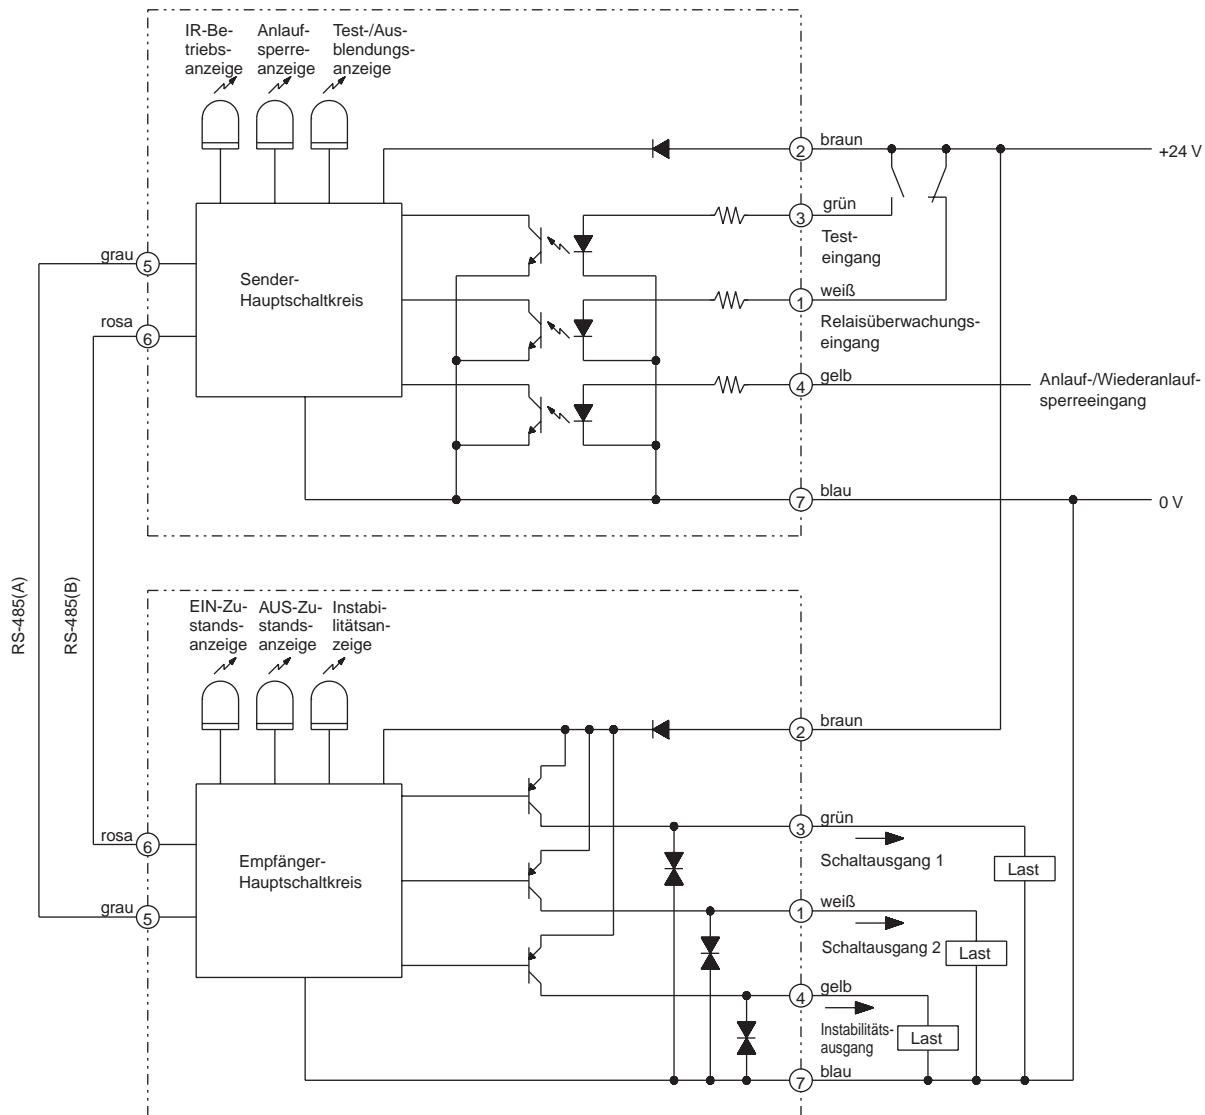 IR-Be-
triebs-
anzeige
Anlauf-
sperre-
anzeige
Test-/Aus-
blendungs-
anzeige
2
braun
+24 V
3
grün
Test-
eingang
grau
5
Sender-
Hauptschaltkreis
1
weiß
Relaisüberwachungs-
eingang
rosa
6
4
gelb
Anlauf-/Wiederanlauf-
sperreeingang
7
blau
0 V
RS-485(A)
RS-485(B)
EIN-Zu-
stands-
anzeige
AUS-Zu-
stands-
anzeige
Instabi-
litätsan-
zeige
2
braun
3
grün
Schaltausgang 1
Last
rosa
6
Empfänger-
Hauptschaltkreis
grau
5
1
weiß
Schaltausgang 2
Last
4
gelb
Instabilitäts-
ausgang
Last
7
blau